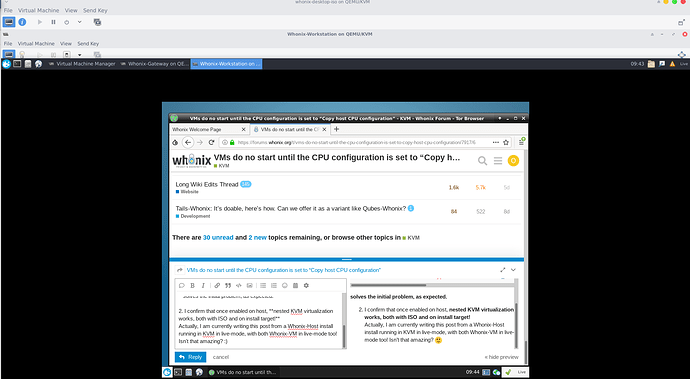 whonix-desktop-iso on QEMU/KVM
File Virtual Machine View Send Key
Whonix-Workstation on QEMU/KVM
File Virtual Machine View Send Key
Virtual Machine Manager Whonix-Gateway on QE... Whonix-Workstation on ... 09:43 Live
VMs do no start until the CPU configuration is set to "Copy host CPU configuration" - KVM - Whonix Forum - Tor Browser
Whonix Welcome Page VMs do no start until the CP
https://forums.whonix.org/t/vms-do-not-start-until-the-cpu-configuration-is-set-to-copy-host-cpu-configuration/7917/6
whonix VMs do no start until the CPU configuration is set to “Copy h…
KVM
Long Wiki Edits Thread 145 1.6k 5.7k 5d
Website
Tails-Whonix: It's doable, here's how. Can we offer it as a variant like Qubes-Whonix? 1 84 522 8d
Development
There are 30 unread and 2 new topics remaining, or browse other topics in KVM
VMs do no start until the CPU configuration is set to "Copy host CPU configuration"
B I
solves the initial problem, as expected.
2. I confirm that once enabled on host, **nested KVM virtualization
works, both with ISO and on install target!**
Actually, I am currently writing this post from a Whonix-Host install
running in KVM in live-mode, with both Whonix-VM in live-mode too!
Isn't that amazing? :)
solves the initial problem, as expected.
2. I confirm that once enabled on host, nested KVM virtualization
works, both with ISO and on install target!
Actually, I am currently writing this post from a Whonix-Host
install running in KVM in live-mode, with both Whonix-VM in live-
mode too! Isn't that amazing?
Reply cancel « hide preview
VMs do no start until th... 09:44 Live